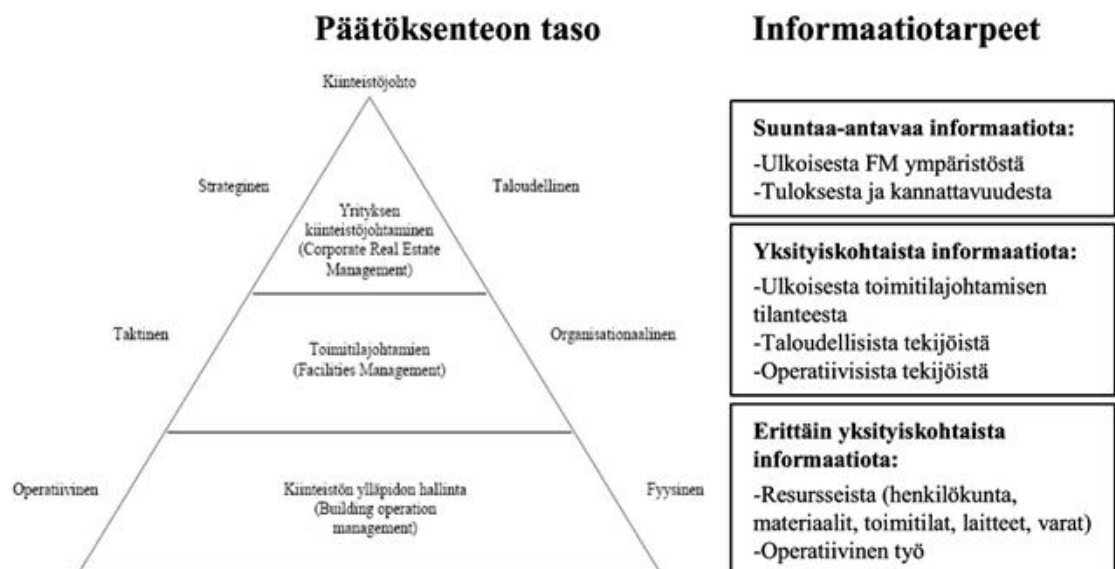 Päätöksenteon taso
Informaatiotarpeet
Kiinteistöjohto
Strateginen
Taloudellinen
Yrityksen
kiinteistöjohtaminen
(Corporate Real Estate
Management)
Taktinen
Organisationaalinen
Toimitilajohtamien
(Facilities Management)
Operatiivinen
Fyysinen
Kiinteistön ylläpidon hallinta
(Building operation
management)
Suuntaa-antavaa informaatiota:
-Ulkoisesta FM ympäristöstä
-Tuloksesta ja kannattavuudesta
Yksityiskohtaista informaatiota:
-Ulkoisesta toimitilajohtamisen
tilanteesta
-Taloudellisista tekijöistä
-Operatiivisista tekijöistä
Erittäin yksityiskohtaista
informaatiota:
-Resursseista (henkilökunta,
materiaalit, toimitilat, laitteet, varat)
-Operatiivinen työ